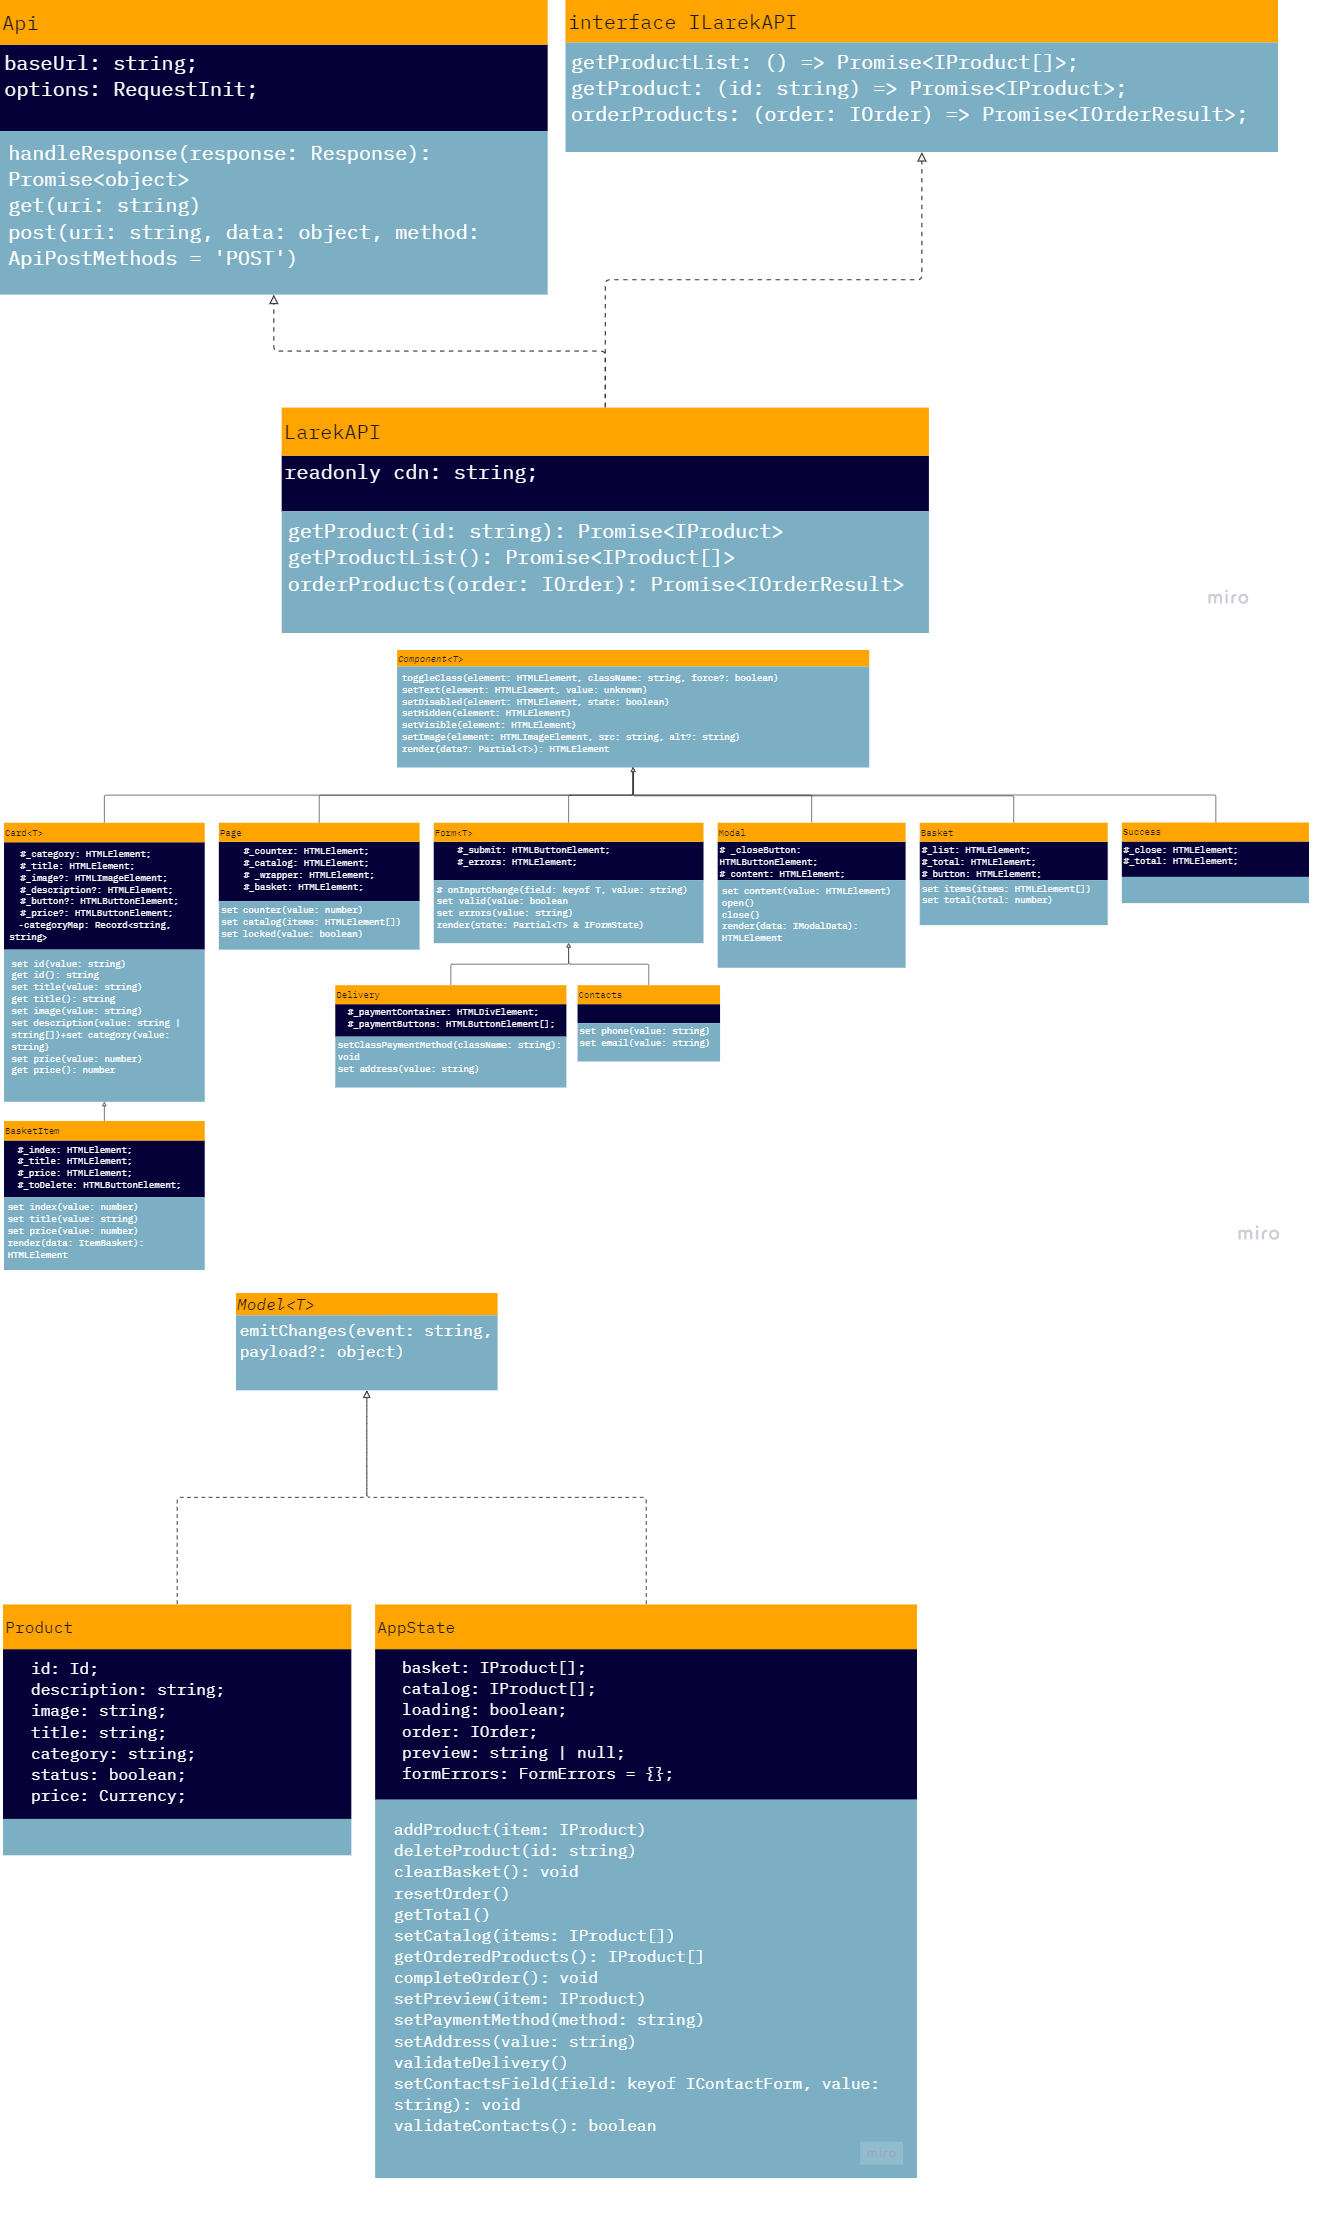 Api
baseUrl: string;
options: RequestInit;
handleResponse(response: Response):
Promise<object>
get(uri: string)
post(uri: string, data: object, method:
ApiPostMethods = 'POST')
interface ILarekAPI
getProductList: () => Promise<IProduct[]>;
getProduct: (id: string) => Promise<IProduct>;
orderProducts: (order: IOrder) => Promise<IOrderResult>;
LarekAPI
readonly cdn: string;
getProduct(id: string): Promise<IProduct>
getProductList(): Promise<IProduct[]>
orderProducts(order: IOrder): Promise<IOrderResult>
miro
Component<T>
toggleClass(element: HTMLElement, className: string, force?: boolean)
setText(element: HTMLElement, value: unknown)
setDisabled(element: HTMLElement, state: boolean)
setHidden(element: HTMLElement)
setVisible(element: HTMLElement)
setImage(element: HTMLImageElement, src: string, alt?: string)
render(data?: Partial<T>): HTMLElement
Card<T>
#_category: HTMLElement;
#_title: HTMLElement;
#_image?: HTMLImageElement;
#_description?: HTMLElement;
#_button?: HTMLButtonElement;
#_price?: HTMLButtonElement;
-categoryMap: Record<string,
string>
set id(value: string)
get id(): string
set title(value: string)
get title(): string
set image(value: string)
set description(value: string |
string[])+set category(value:
string)
set price(value: number)
get price(): number
Page
#_counter: HTMLElement;
#_catalog: HTMLElement;
# _wrapper: HTMLElement;
#_basket: HTMLElement;
set counter(value: number)
set catalog(items: HTMLElement[])
set locked(value: boolean)
Form<T>
#_submit: HTMLButtonElement;
#_errors: HTMLElement;
# onInputChange(field: keyof T, value: string)
set valid(value: boolean
set errors(value: string)
render(state: Partial<T> & IFormState)
Modal
# _closeButton:
HTMLButtonElement;
#_content: HTMLElement;
set content(value: HTMLElement)
open()
close()
render(data: IModalData):
HTMLElement
Basket
#_list: HTMLElement;
#_total: HTMLElement;
#_button: HTMLElement;
set items(items: HTMLElement[])
set total(total: number)
Success
#_close: HTMLElement;
#_total: HTMLElement;
Delivery
#_paymentContainer: HTMLDivElement;
#_paymentButtons: HTMLButtonElement[];
setClassPaymentMethod(className: string):
void
set address(value: string)
Contacts
set phone(value: string)
set email(value: string)
BasketItem
#_index: HTMLElement;
#_title: HTMLElement;
#_price: HTMLElement;
#_toDelete: HTMLButtonElement;
set index(value: number)
set title(value: string)
set price(value: number)
render(data: ItemBasket):
HTMLElement
miro
Model<T>
emitChanges(event: string,
payload?: object)
Product
id: Id;
description: string;
image: string;
title: string;
category: string;
status: boolean;
price: Currency;
AppState
basket: IProduct[];
catalog: IProduct[];
loading: boolean;
order: IOrder;
preview: string | null;
formErrors: FormErrors = {};
addProduct(item: IProduct)
deleteProduct(id: string)
clearBasket(): void
resetOrder()
getTotal()
setCatalog(items: IProduct[])
getOrderedProducts(): IProduct[]
completeOrder(): void
setPreview(item: IProduct)
setPaymentMethod(method: string)
setAddress(value: string)
validateDelivery()
setContactsField(field: keyof IContactForm, value:
string): void
validateContacts(): boolean
miro